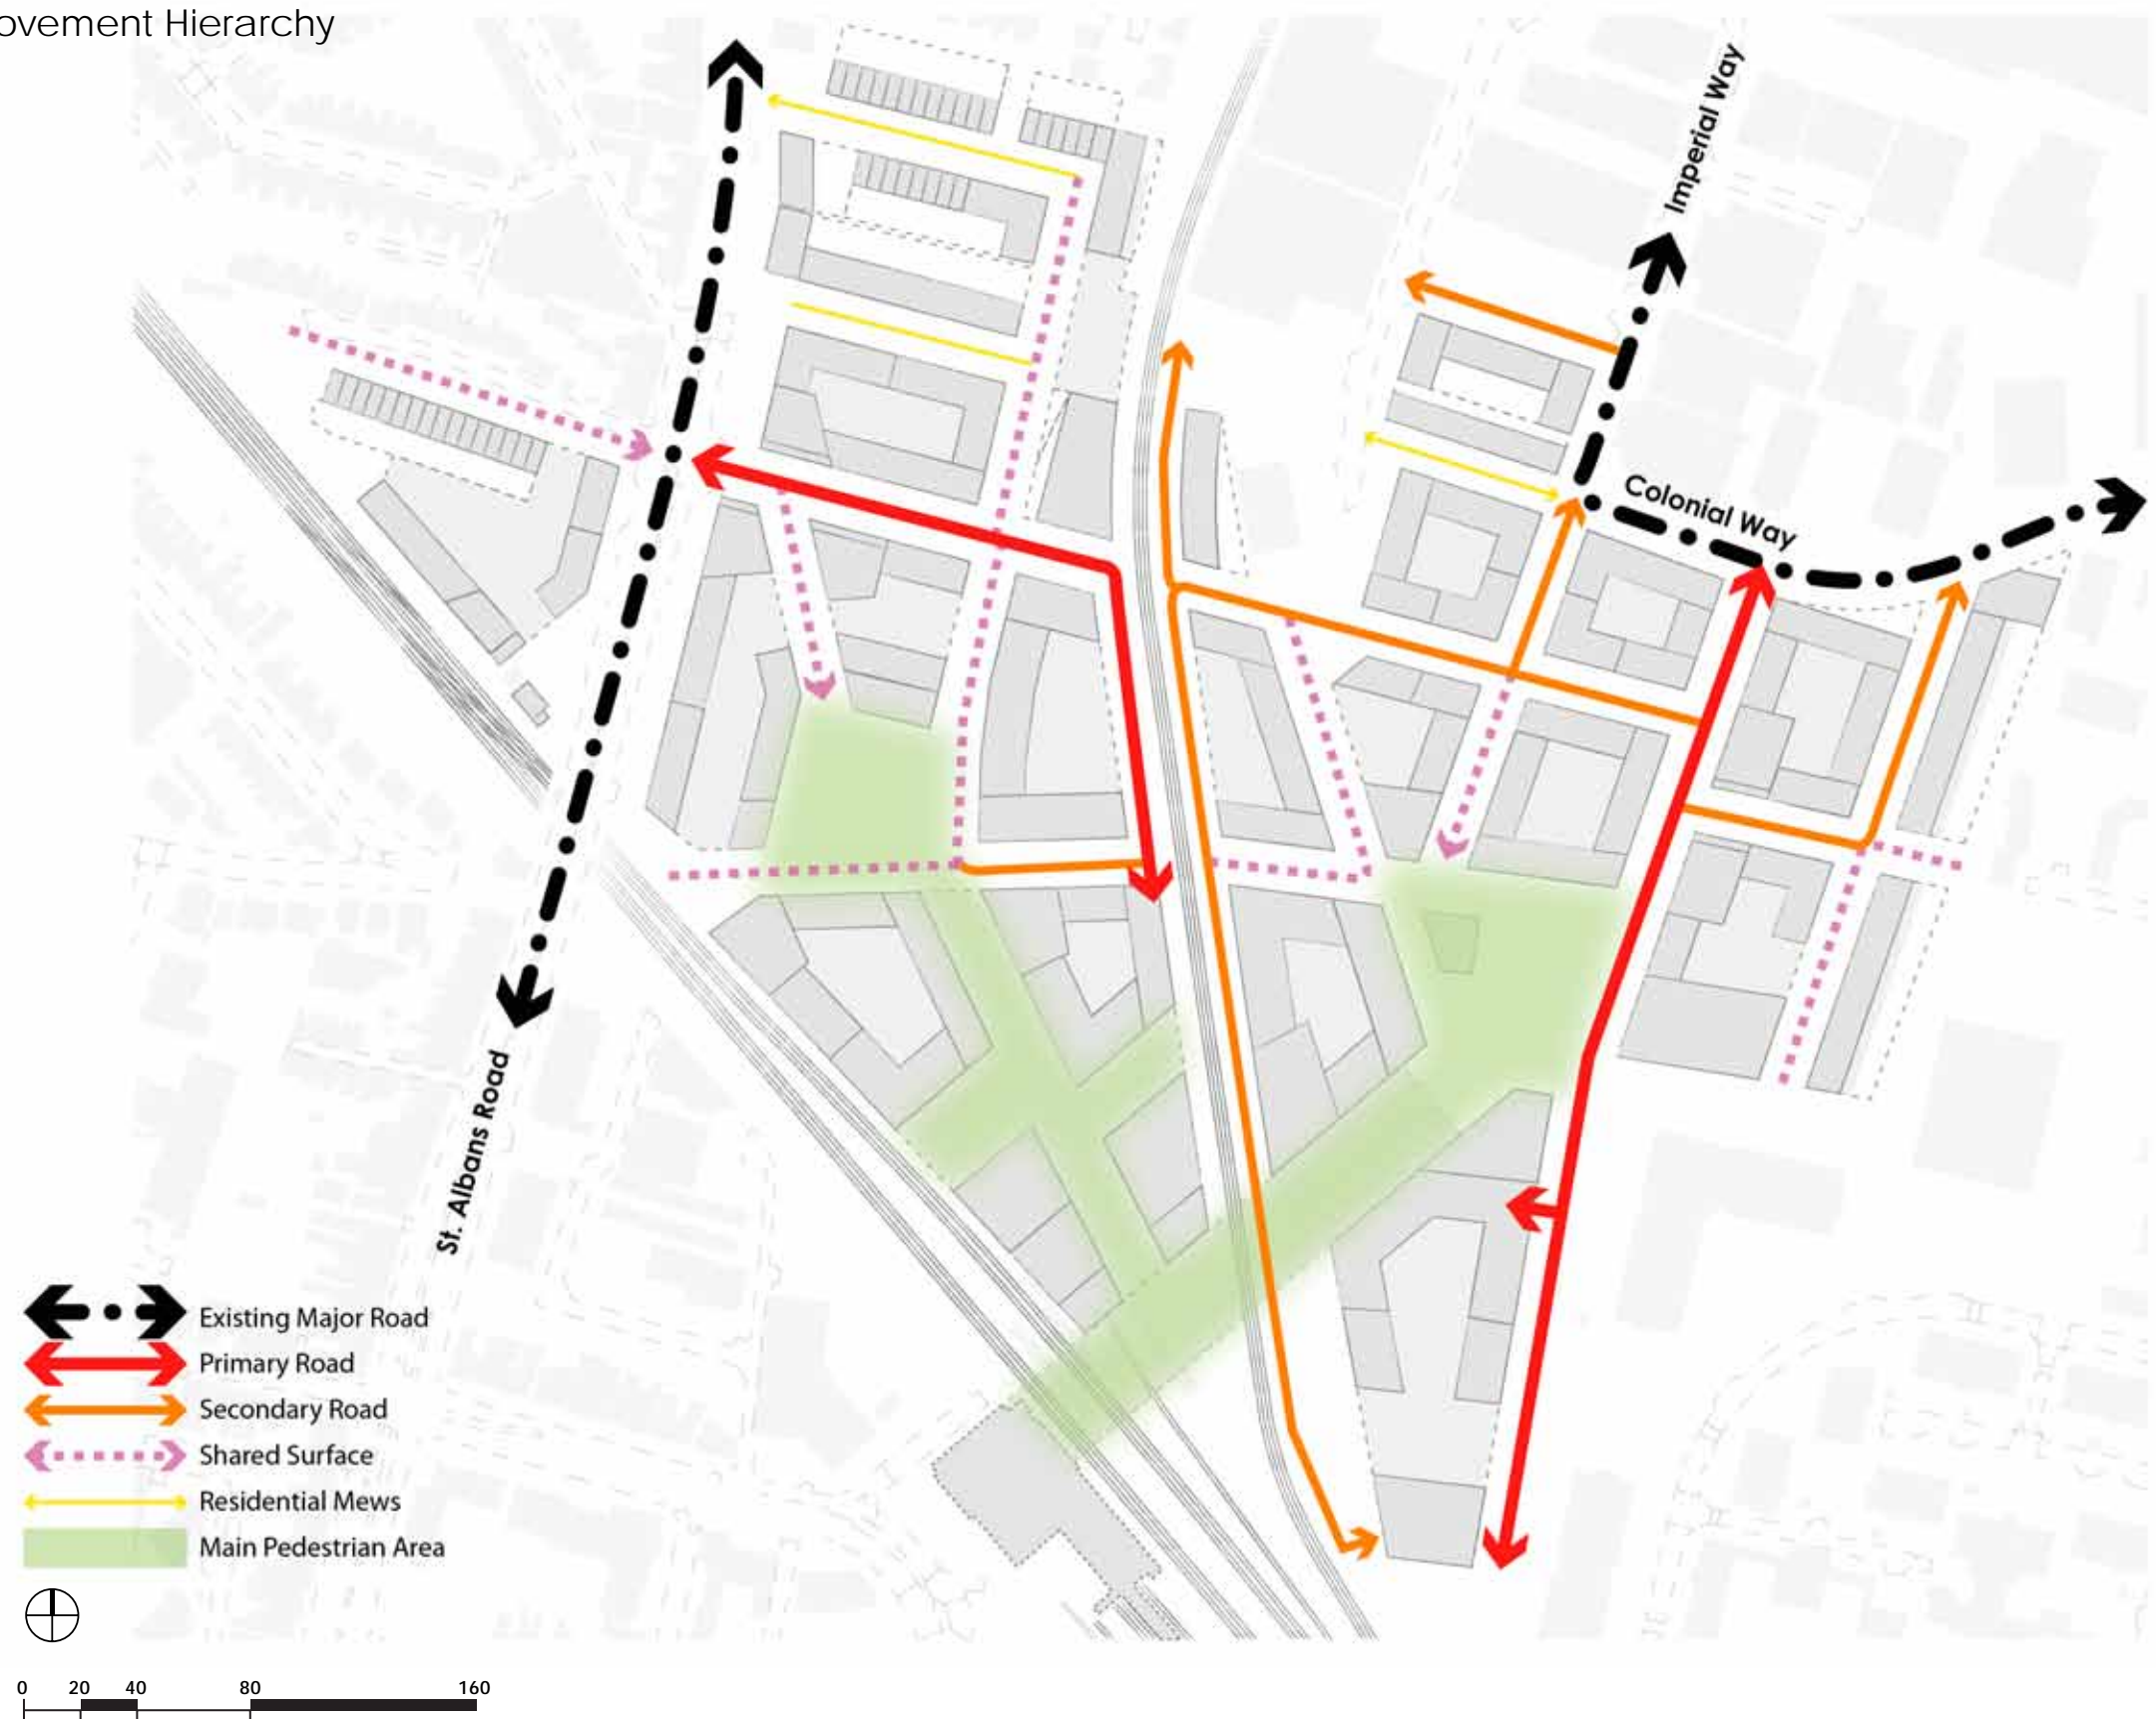 ovement Hierarchy
Imperial Way
Colonial Way
St. Albans Road
Existing Major Road
Primary Road
Secondary Road
Shared Surface
Residential Mews
Main Pedestrian Area
0 20 40 80 160